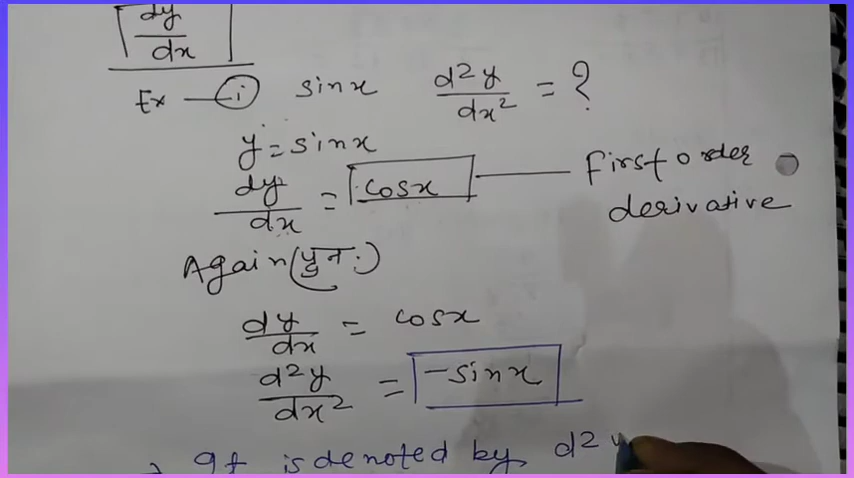 dy/dx
Ex — (i) sinx d²y/dx² = ?
y = sinx
dy/dx = cosx — First order derivative
Again (पुनः)
dy/dx = cosx
d²y/dx² = -sinx
→ It is denoted by d²y